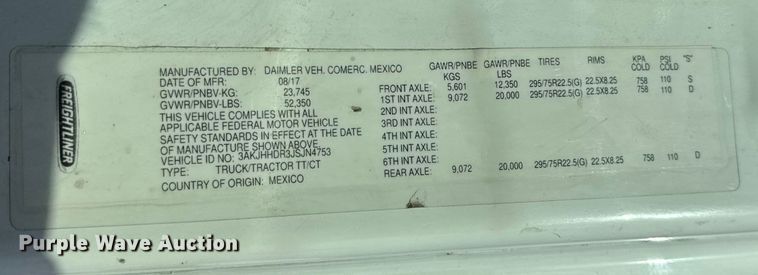 FREIGHTLINER
MANUFACTURED BY: DAIMLER VEH. COMERC. MEXICO
DATE OF MFR: 08/17
GVWR/PNBV-KG: 23,745
GVWR/PNBV-LBS: 52,350
THIS VEHICLE COMPLIES WITH ALL
APPLICABLE FEDERAL MOTOR VEHICLE
SAFETY STANDARDS IN EFFECT AT THE DATE
OF MANUFACTURE SHOWN ABOVE.
VEHICLE ID NO: 3AKJHHDR3JSJN4753
TYPE: TRUCK/TRACTOR TT/CT
COUNTRY OF ORIGIN: MEXICO
GAWR/PNBE KGS GAWR/PNBE LBS TIRES RIMS KPA COLD PSI COLD "S"
FRONT AXLE: 5,601 12,350 295/75R22.5(G) 22.5X8.25 758 110 S
1ST INT AXLE: 9,072 20,000 295/75R22.5(G) 22.5X8.25 758 110 D
2ND INT AXLE:
3RD INT AXLE:
4TH INT AXLE:
5TH INT AXLE:
6TH INT AXLE:
REAR AXLE: 9,072 20,000 295/75R22.5(G) 22.5X8.25 758 110 D
Purple Wave Auction